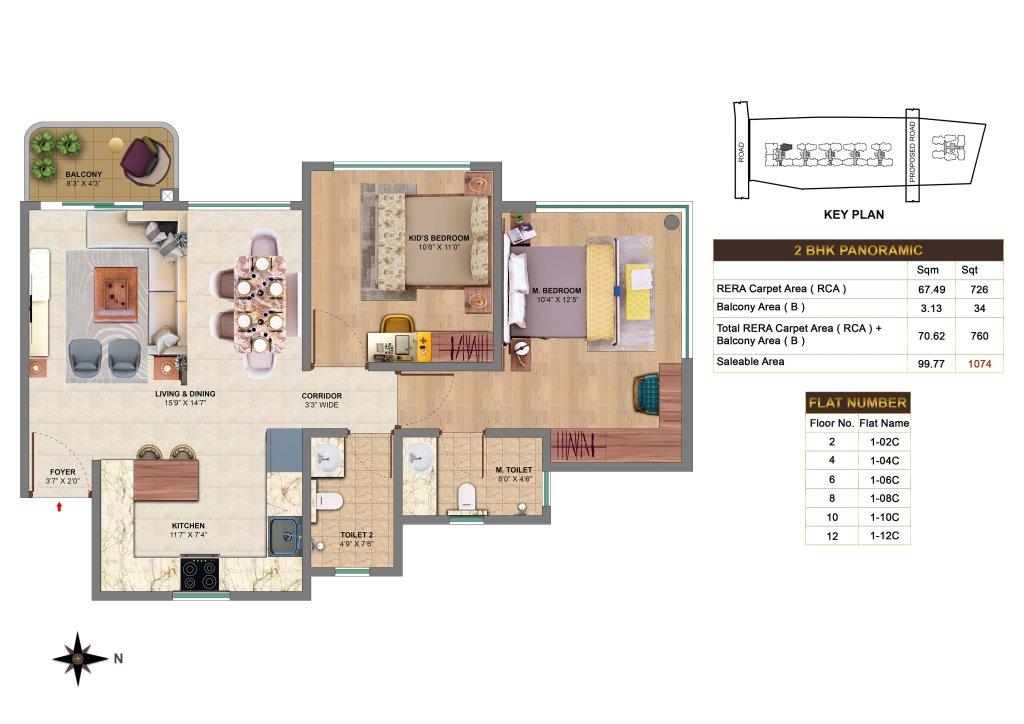 BALCONY
8'3" X 4'3"
KID'S BEDROOM
10'6" X 11'0"
M. BEDROOM
10'4" X 12'5"
LIVING & DINING
15'9" X 14'7"
CORRIDOR
3'3" WIDE
FOYER
3'7" X 2'0"
KITCHEN
11'7" X 7'4"
TOILET 2
4'9" X 7'6"
M. TOILET
8'0" X 4'6"
N
ROAD
PROPOSED ROAD
KEY PLAN
2 BHK PANORAMIC
Sqm Sqt
RERA Carpet Area ( RCA ) 67.49 726
Balcony Area ( B ) 3.13 34
Total RERA Carpet Area ( RCA ) +
Balcony Area ( B ) 70.62 760
Saleable Area 99.77 1074
FLAT NUMBER
Floor No. Flat Name
2 1-02C
4 1-04C
6 1-06C
8 1-08C
10 1-10C
12 1-12C